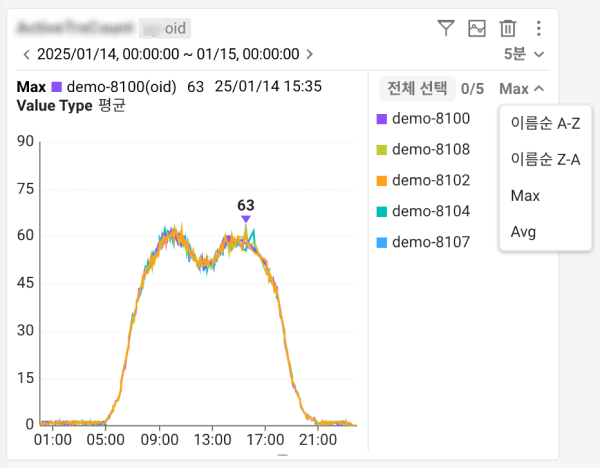 oid
2025/01/14, 00:00:00 ~ 01/15, 00:00:00
5분
Max demo-8100(oid) 63 25/01/14 15:35
Value Type 평균
전체 선택 0/5 Max
demo-8100
demo-8108
demo-8102
demo-8104
demo-8107
이름순 A-Z
이름순 Z-A
Max
Avg
90
75
60
45
30
15
0
63
01:00 05:00 09:00 13:00 17:00 21:00